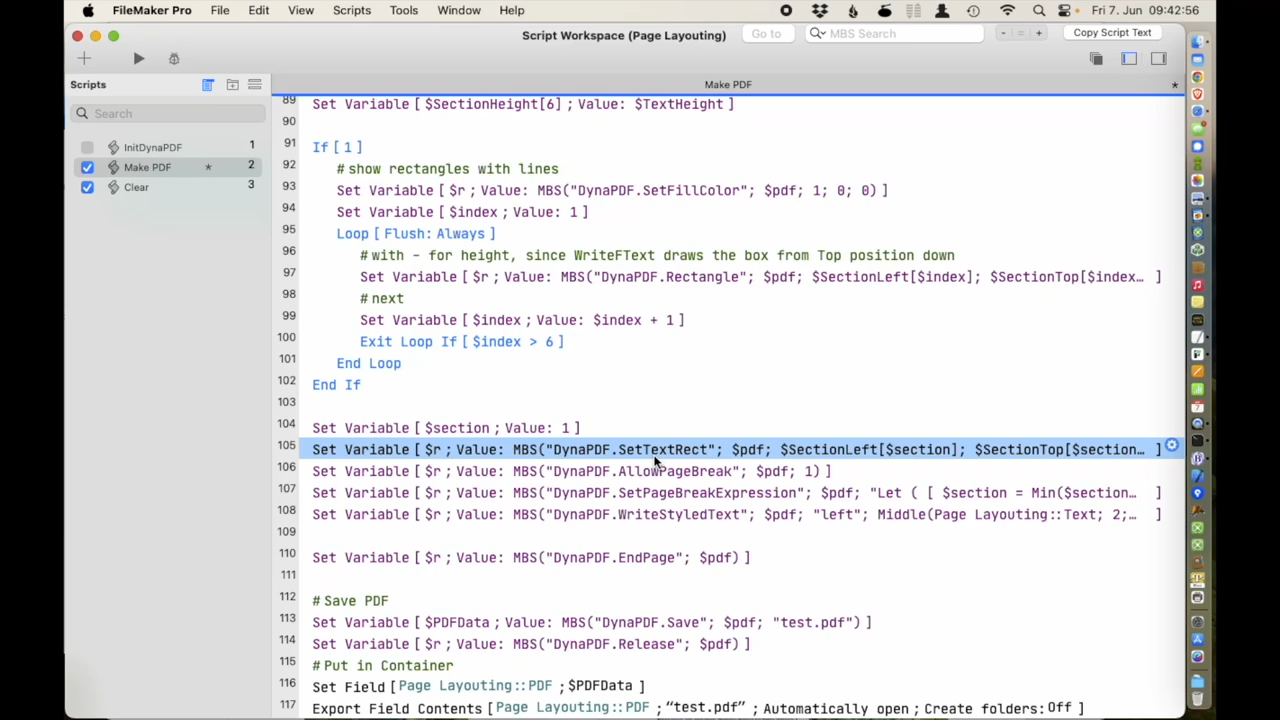 FileMaker Pro File Edit View Scripts Tools Window Help Fri 7. Jun 09:42:56
Script Workspace (Page Layouting) Go to MBS Search - = + Copy Script Text
Scripts Make PDF *
Search
InitDynaPDF 1
Make PDF * 2
Clear 3
89 Set Variable [ $SectionHeight[6] ; Value: $TextHeight ]
90
91 If [ 1 ]
92 # show rectangles with lines
93 Set Variable [ $r ; Value: MBS("DynaPDF.SetFillColor"; $pdf; 1; 0; 0) ]
94 Set Variable [ $index ; Value: 1 ]
95 Loop [ Flush: Always ]
96 # with - for height, since WriteFText draws the box from Top position down
97 Set Variable [ $r ; Value: MBS("DynaPDF.Rectangle"; $pdf; $SectionLeft[$index]; $SectionTop[$index… ]
98 # next
99 Set Variable [ $index ; Value: $index + 1 ]
100 Exit Loop If [ $index > 6 ]
101 End Loop
102 End If
103
104 Set Variable [ $section ; Value: 1 ]
105 Set Variable [ $r ; Value: MBS("DynaPDF.SetTextRect"; $pdf; $SectionLeft[$section]; $SectionTop[$section… ]
106 Set Variable [ $r ; Value: MBS("DynaPDF.AllowPageBreak"; $pdf; 1) ]
107 Set Variable [ $r ; Value: MBS("DynaPDF.SetPageBreakExpression"; $pdf; "Let ( [ $section = Min($section… ]
108 Set Variable [ $r ; Value: MBS("DynaPDF.WriteStyledText"; $pdf; "left"; Middle(Page Layouting::Text; 2;… ]
109
110 Set Variable [ $r ; Value: MBS("DynaPDF.EndPage"; $pdf) ]
111
112 # Save PDF
113 Set Variable [ $PDFData ; Value: MBS("DynaPDF.Save"; $pdf; "test.pdf") ]
114 Set Variable [ $r ; Value: MBS("DynaPDF.Release"; $pdf) ]
115 # Put in Container
116 Set Field [ Page Layouting::PDF ; $PDFData ]
117 Export Field Contents [ Page Layouting::PDF ; “test.pdf” ; Automatically open ; Create folders: Off ]